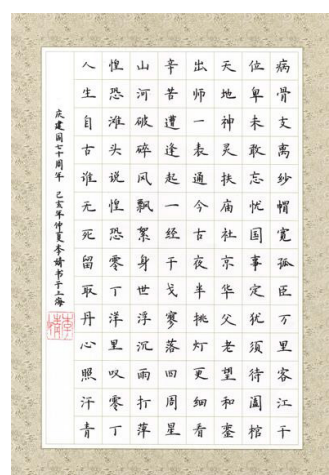 病骨支离纱帽宽孤臣万里客江干
位卑未敢忘忧国事定犹须待阖棺
天地神灵扶庙社京华父老望和銮
出师一表通今古夜半挑灯更细看
辛苦遭逢起一经干戈寥落四周星
山河破碎风飘絮身世浮沉雨打萍
惶恐滩头说惶恐零丁洋里叹零丁
人生自古谁无死留取丹心照汗青
庆建国七十周年 己亥年仲夏李婧书于上海